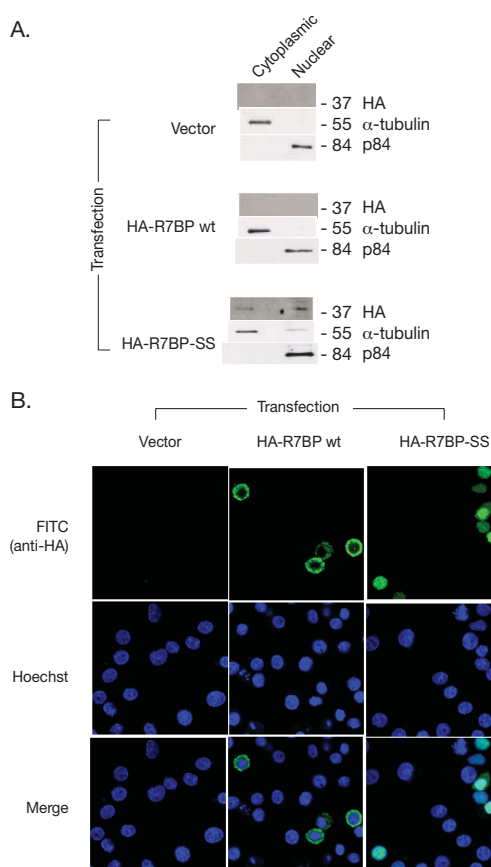 A.
Cytoplasmic
Nuclear
Transfection
Vector
- 37 HA
- 55 α-tubulin
- 84 p84
HA-R7BP wt
- 37 HA
- 55 α-tubulin
- 84 p84
HA-R7BP-SS
- 37 HA
- 55 α-tubulin
- 84 p84
B.
Transfection
Vector
HA-R7BP wt
HA-R7BP-SS
FITC
(anti-HA)
Hoechst
Merge